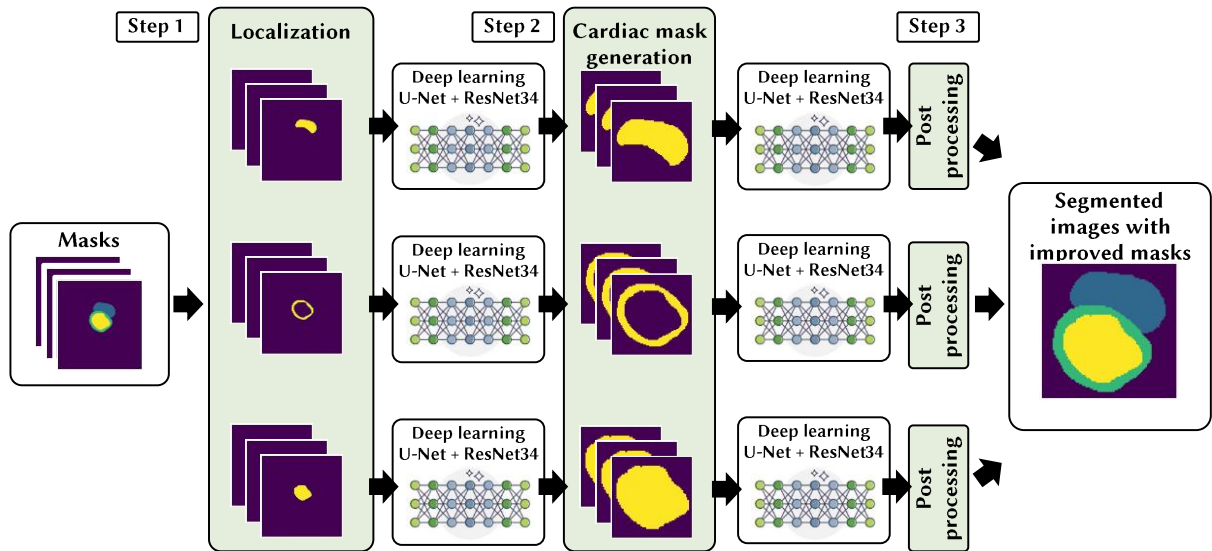 Step 1
Localization
Step 2
Cardiac mask
generation
Step 3
Deep learning
U-Net + ResNet34
Deep learning
U-Net + ResNet34
Post
processing
Masks
Deep learning
U-Net + ResNet34
Deep learning
U-Net + ResNet34
Post
processing
Segmented
images with
improved masks
Deep learning
U-Net + ResNet34
Deep learning
U-Net + ResNet34
Post
processing